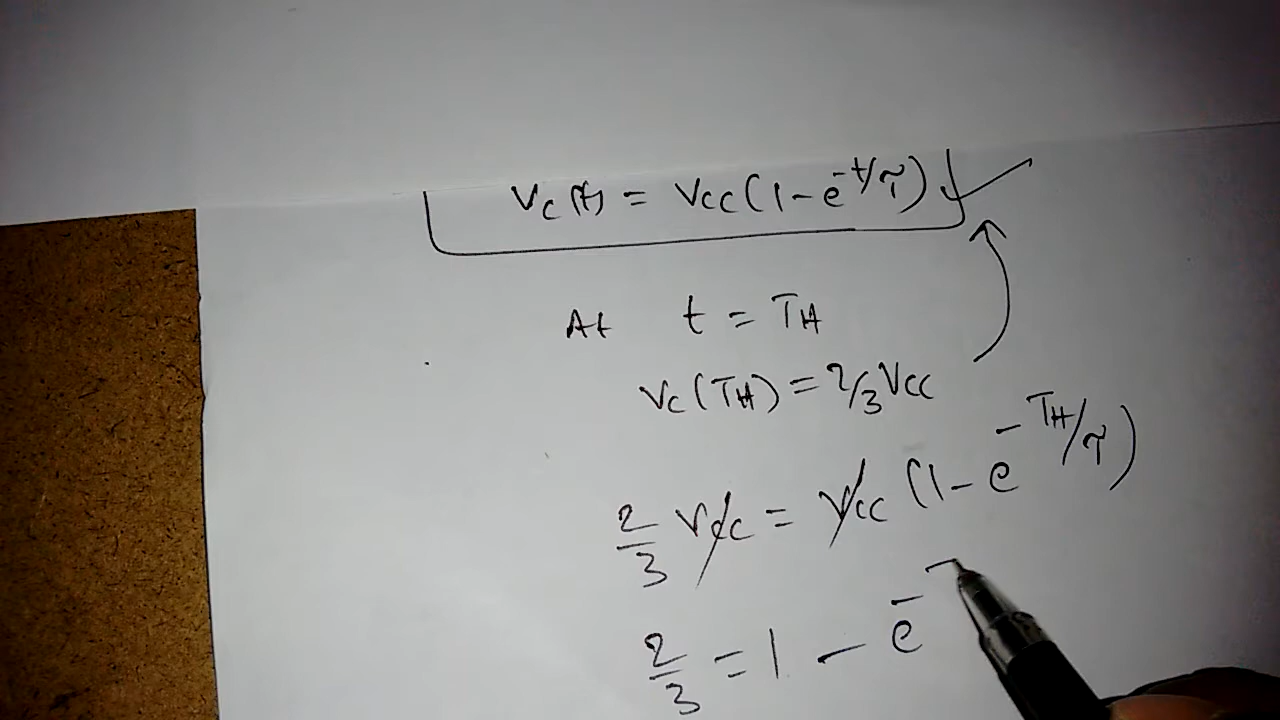 Vc(t) = Vcc(1-e^-t/τ)
At t = TH
Vc(TH) = 2/3 Vcc
2/3 Vcc = Vcc (1-e^-TH/τ)
2/3 = 1 - e^-